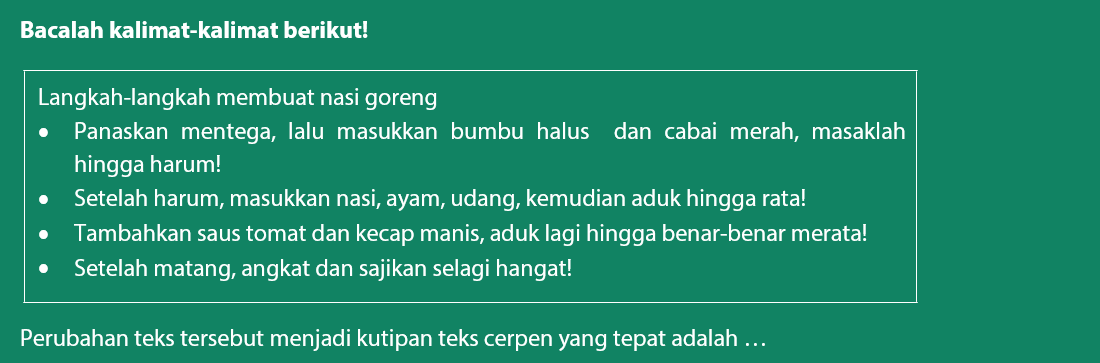 Bacalah kalimat-kalimat berikut!
Langkah-langkah membuat nasi goreng
• Panaskan mentega, lalu masukkan bumbu halus dan cabai merah, masaklah
hingga harum!
• Setelah harum, masukkan nasi, ayam, udang, kemudian aduk hingga rata!
• Tambahkan saus tomat dan kecap manis, aduk lagi hingga benar-benar merata!
• Setelah matang, angkat dan sajikan selagi hangat!
Perubahan teks tersebut menjadi kutipan teks cerpen yang tepat adalah …